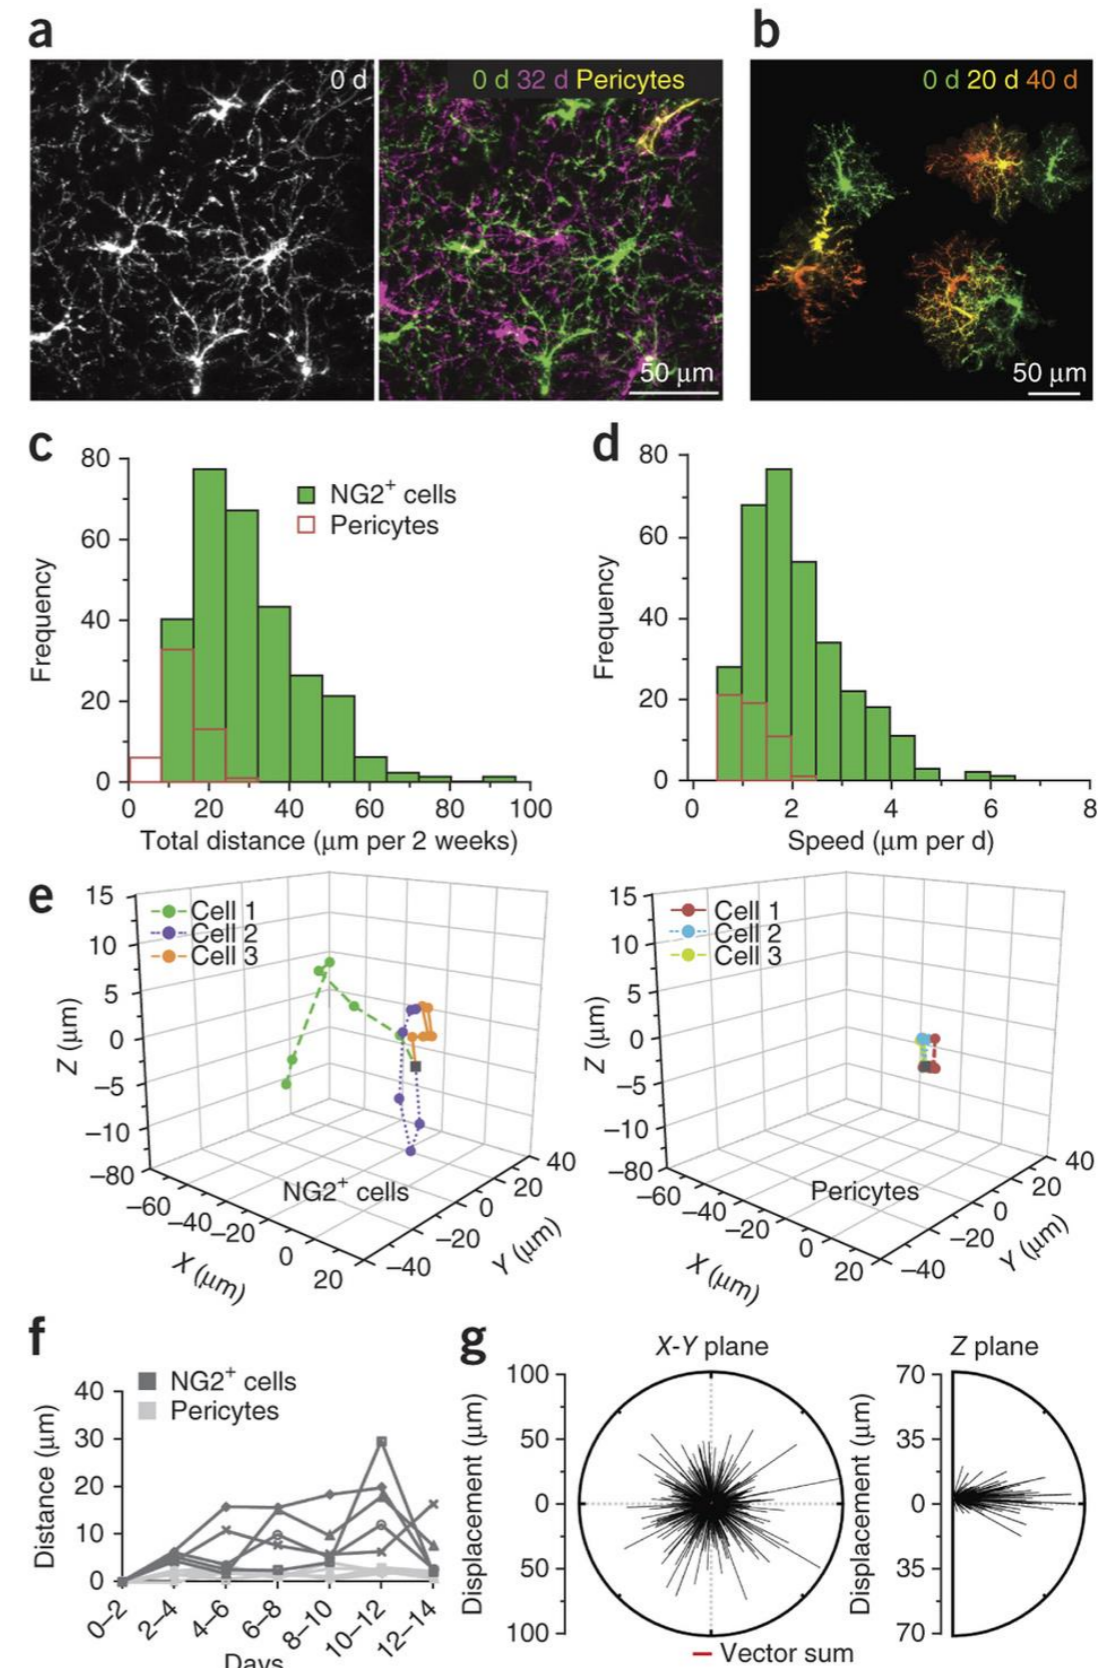 a
0 d
0 d 32 d Pericytes
50 μm
b
0 d 20 d 40 d
50 μm
c
80
60
40
20
0
Frequency
NG2+ cells
Pericytes
0 20 40 60 80 100
Total distance (μm per 2 weeks)
d
80
60
40
20
0
Frequency
0 2 4 6 8
Speed (μm per d)
e
15
10
5
0
–5
–10
Z (μm)
Cell 1
Cell 2
Cell 3
–80
–60
–40
–20
0
20
X (μm)
NG2+ cells
40
20
0
–20
–40
Y (μm)
15
10
5
0
–5
–10
Z (μm)
Cell 1
Cell 2
Cell 3
–80
–60
–40
–20
0
20
X (μm)
Pericytes
40
20
0
–20
–40
Y (μm)
f
NG2+ cells
Pericytes
40
30
20
10
0
Distance (μm)
0–2 2–4 4–6 6–8 8–10 10–12 12–14
Days
g
X-Y plane
100
50
0
50
100
Displacement (μm)
Vector sum
Z plane
70
35
0
35
70
Displacement (μm)